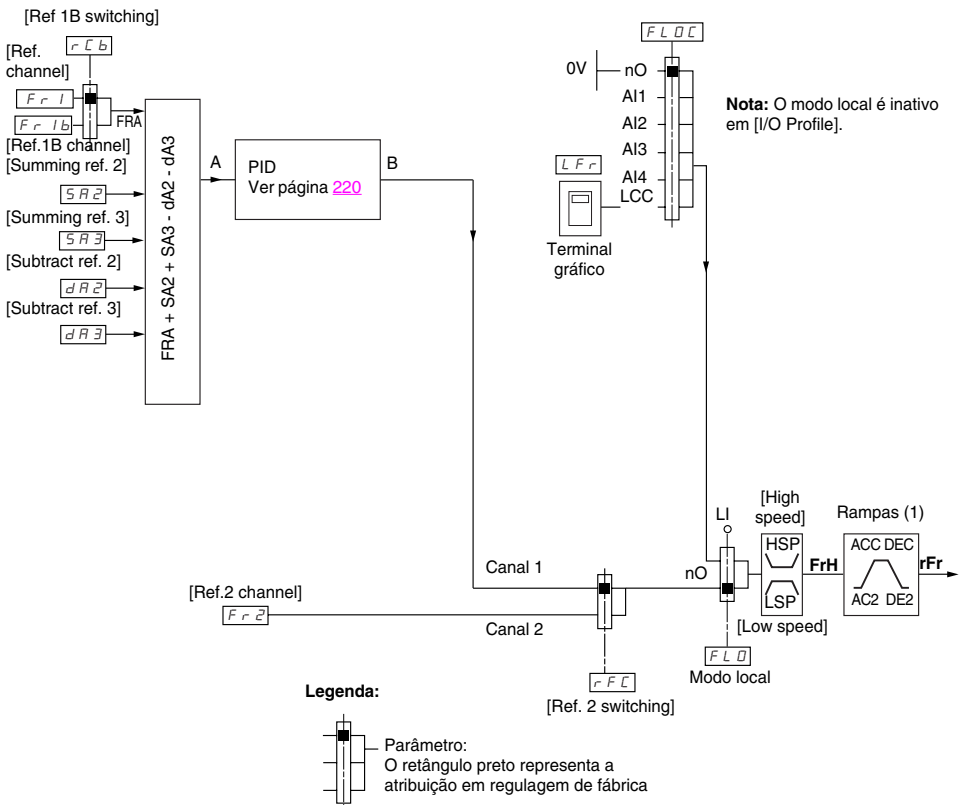 [Ref 1B switching]
rCb
[Ref.
channel]
Fr1
Fr1b
FRA
[Ref.1B channel]
[Summing ref. 2]
SA2
[Summing ref. 3]
SA3
[Subtract ref. 2]
dA2
[Subtract ref. 3]
dA3
FRA + SA2 + SA3 - dA2 - dA3
A
PID
Ver página 220
B
FLOC
0V
nO
AI1
AI2
AI3
AI4
LCC
LFr
Terminal
gráfico
Nota: O modo local é inativo
em [I/O Profile].
[Ref.2 channel]
Fr2
Canal 1
Canal 2
rFC
[Ref. 2 switching]
LI
nO
FLO
Modo local
[High
speed]
HSP
LSP
[Low speed]
FrH
Rampas (1)
ACC DEC
AC2 DE2
rFr
Legenda:
Parâmetro:
O retângulo preto representa a
atribuição em regulagem de fábrica